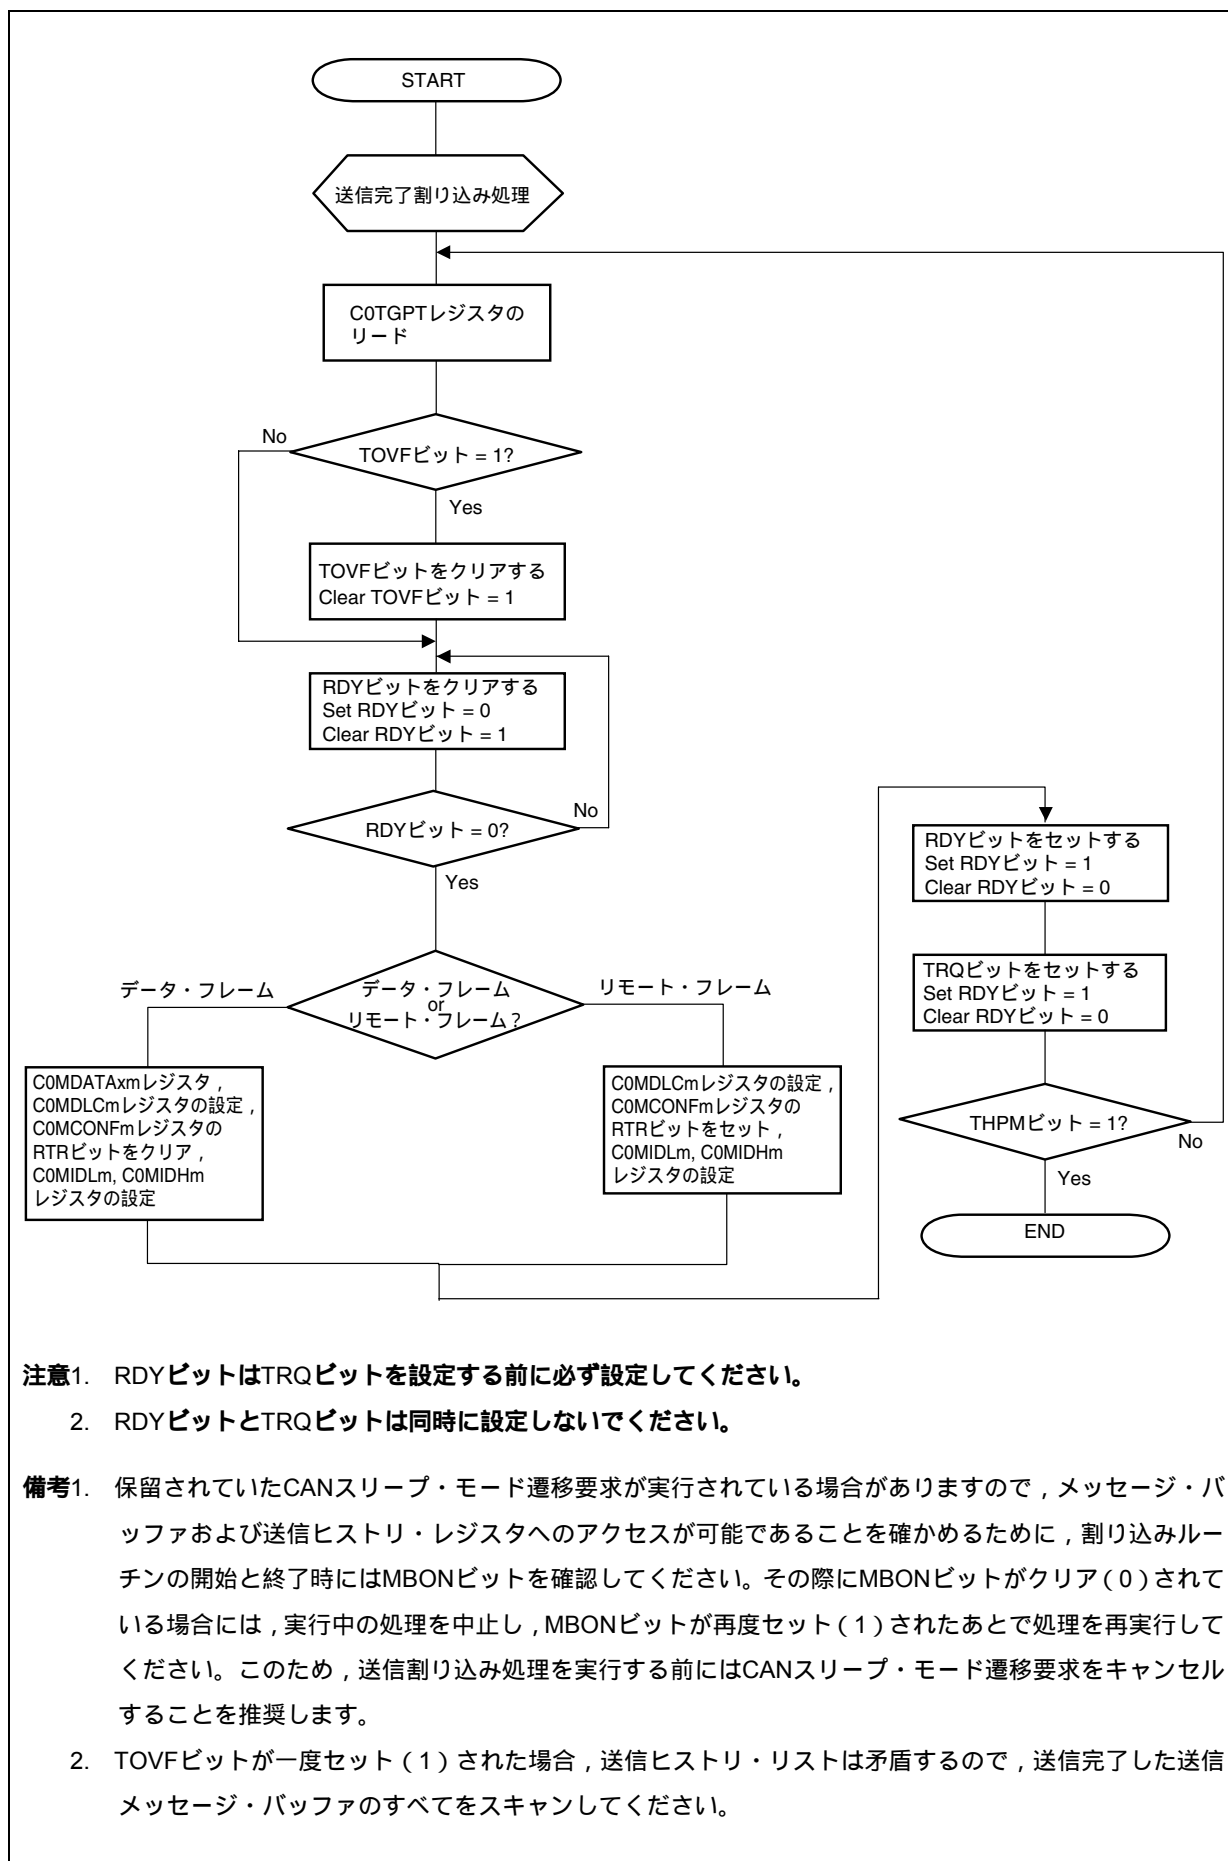 START
送信完了割り込み処理
C0TGPTレジスタの
リード
No
TOVFビット = 1?
Yes
TOVFビットをクリアする
Clear TOVFビット = 1
RDYビットをクリアする
Set RDYビット = 0
Clear RDYビット = 1
No
RDYビット = 0?
Yes
データ・フレーム
データ・フレーム
or
リモート・フレーム？
リモート・フレーム
C0MDATAxmレジスタ，
C0MDLCmレジスタの設定，
C0MCONFmレジスタの
RTRビットをクリア，
C0MIDLm, C0MIDHm
レジスタの設定
C0MDLCmレジスタの設定，
C0MCONFmレジスタの
RTRビットをセット，
C0MIDLm, C0MIDHm
レジスタの設定
RDYビットをセットする
Set RDYビット = 1
Clear RDYビット = 0
TRQビットをセットする
Set RDYビット = 1
Clear RDYビット = 0
THPMビット = 1?
No
Yes
END
注意1. RDYビットはTRQビットを設定する前に必ず設定してください。
2. RDYビットとTRQビットは同時に設定しないでください。
備考1. 保留されていたCANスリープ・モード遷移要求が実行されている場合がありますので，メッセージ・バ
ッファおよび送信ヒストリ・レジスタへのアクセスが可能であることを確かめるために，割り込みルー
チンの開始と終了時にはMBONビットを確認してください。その際にMBONビットがクリア（0）されて
いる場合には，実行中の処理を中止し，MBONビットが再度セット（1）されたあとで処理を再実行して
ください。このため，送信割り込み処理を実行する前にはCANスリープ・モード遷移要求をキャンセル
することを推奨します。
2. TOVFビットが一度セット（1）された場合，送信ヒストリ・リストは矛盾するので，送信完了した送信
メッセージ・バッファのすべてをスキャンしてください。